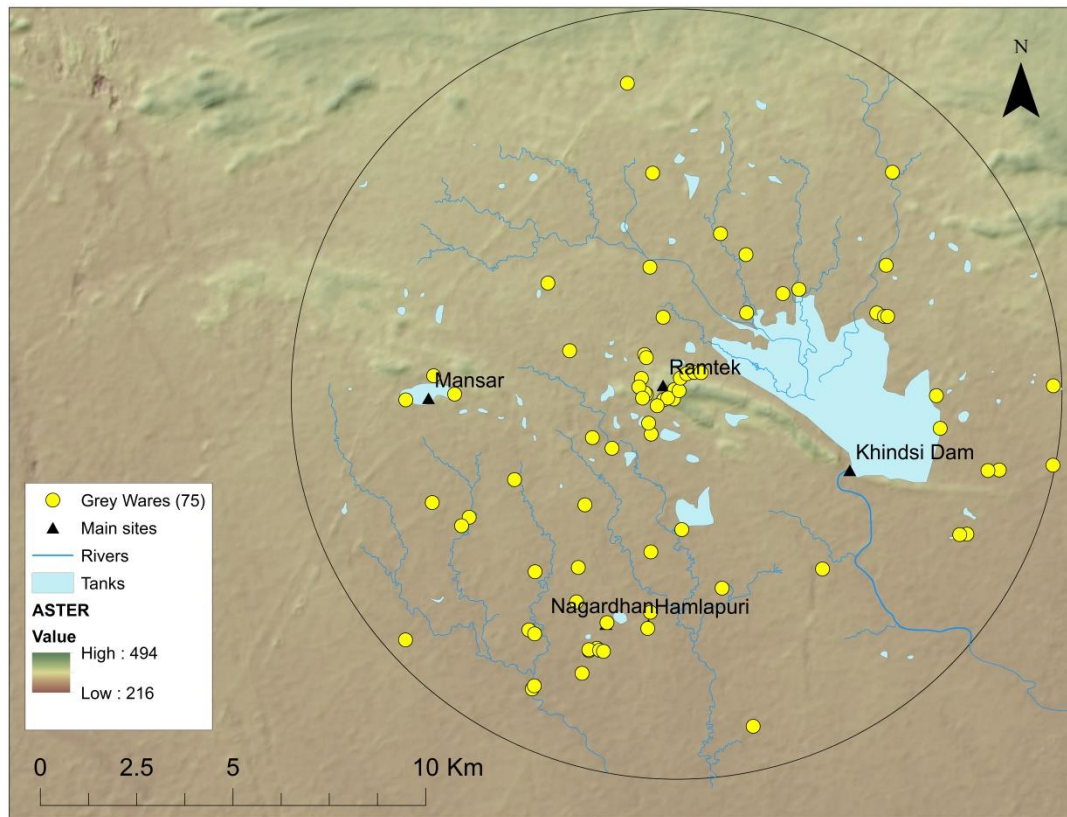 N
Ramtek
Mansar
Khindsi Dam
NagardhanHamlapuri
Grey Wares (75)
Main sites
Rivers
Tanks
ASTER
Value
High : 494
Low : 216
0 2.5 5 10 Km